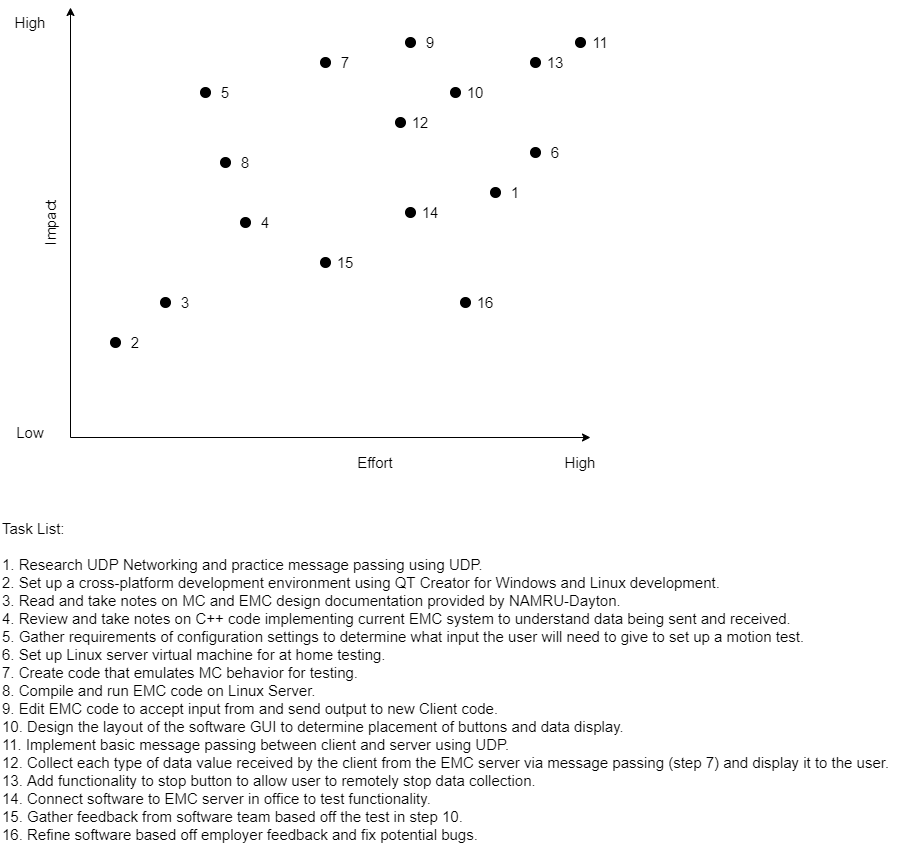 High
9
11
7
13
5
10
12
8
6
1
Impact
14
4
15
3
16
2
Low
Effort
High
Task List:
1. Research UDP Networking and practice message passing using UDP.
2. Set up a cross-platform development environment using QT Creator for Windows and Linux development.
3. Read and take notes on MC and EMC design documentation provided by NAMRU-Dayton.
4. Review and take notes on C++ code implementing current EMC system to understand data being sent and received.
5. Gather requirements of configuration settings to determine what input the user will need to give to set up a motion test.
6. Set up Linux server virtual machine for at home testing.
7. Create code that emulates MC behavior for testing.
8. Compile and run EMC code on Linux Server.
9. Edit EMC code to accept input from and send output to new Client code.
10. Design the layout of the software GUI to determine placement of buttons and data display.
11. Implement basic message passing between client and server using UDP.
12. Collect each type of data value received by the client from the EMC server via message passing (step 7) and display it to the user.
13. Add functionality to stop button to allow user to remotely stop data collection.
14. Connect software to EMC server in office to test functionality.
15. Gather feedback from software team based off the test in step 10.
16. Refine software based off employer feedback and fix potential bugs.